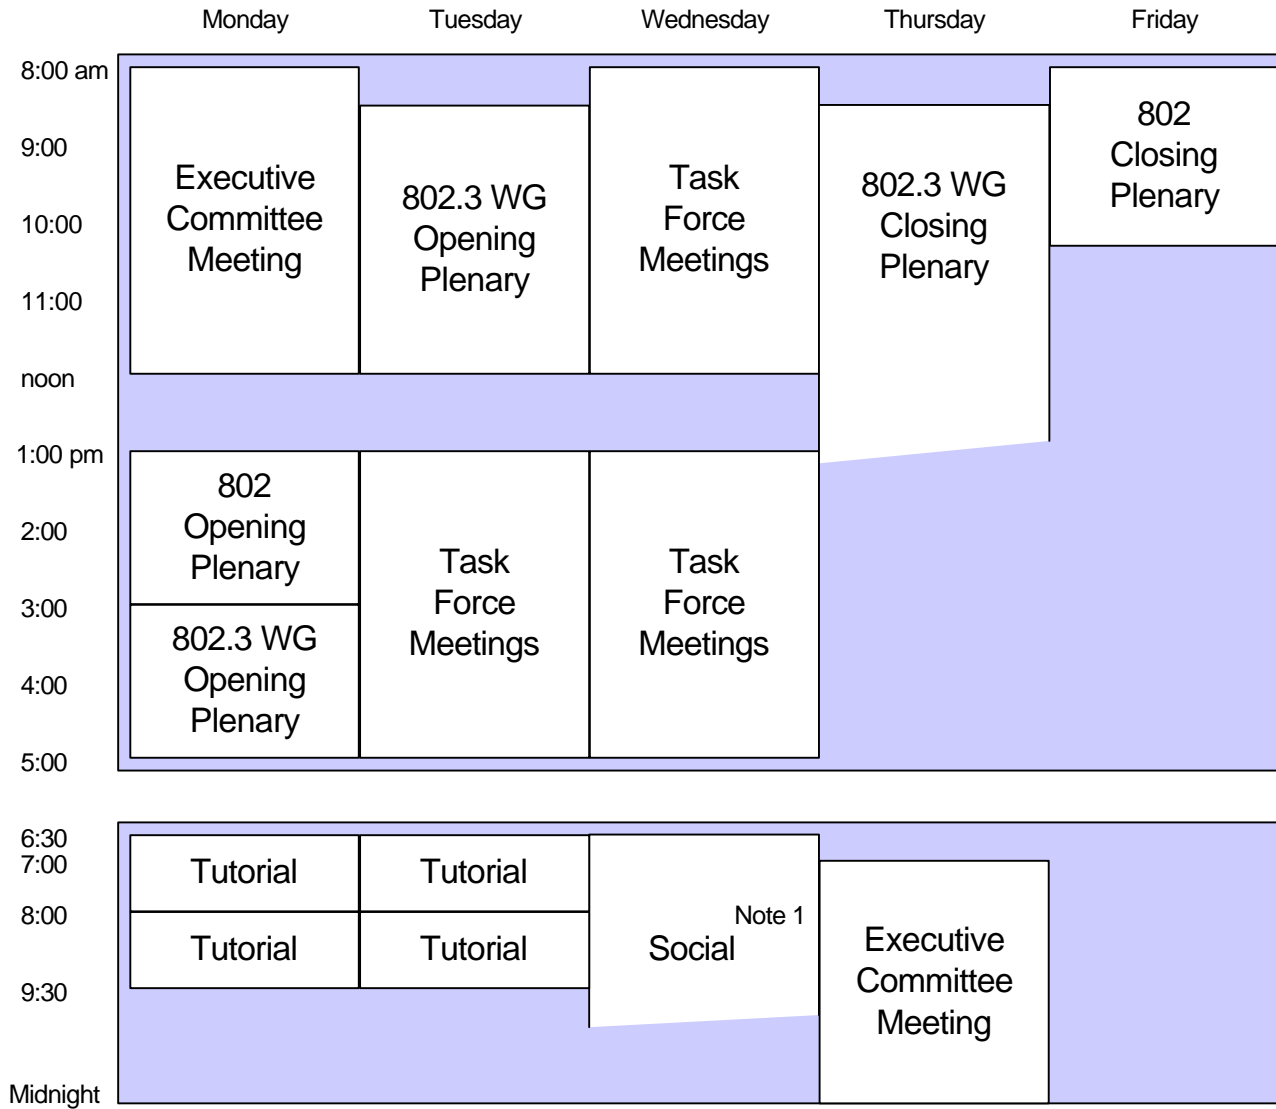 Monday Tuesday Wednesday Thursday Friday
8:00 am
9:00
10:00
11:00
noon
1:00 pm
2:00
3:00
4:00
5:00
6:30
7:00
8:00
9:30
Midnight
Executive
Committee
Meeting
802
Opening
Plenary
802.3 WG
Opening
Plenary
Tutorial
Tutorial
802.3 WG
Opening
Plenary
Task
Force
Meetings
Tutorial
Tutorial
Task
Force
Meetings
Task
Force
Meetings
Note 1
Social
802.3 WG
Closing
Plenary
Executive
Committee
Meeting
802
Closing
Plenary